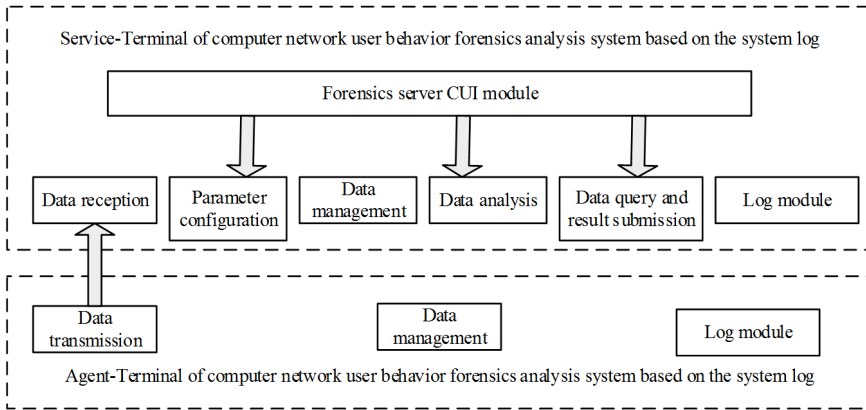 Service-Terminal of computer network user behavior forensics analysis system based on the system log
Forensics server CUI module
Data reception
Parameter
configuration
Data
management
Data analysis
Data query and
result submission
Log module
Data
transmission
Data
management
Log module
Agent-Terminal of computer network user behavior forensics analysis system based on the system log